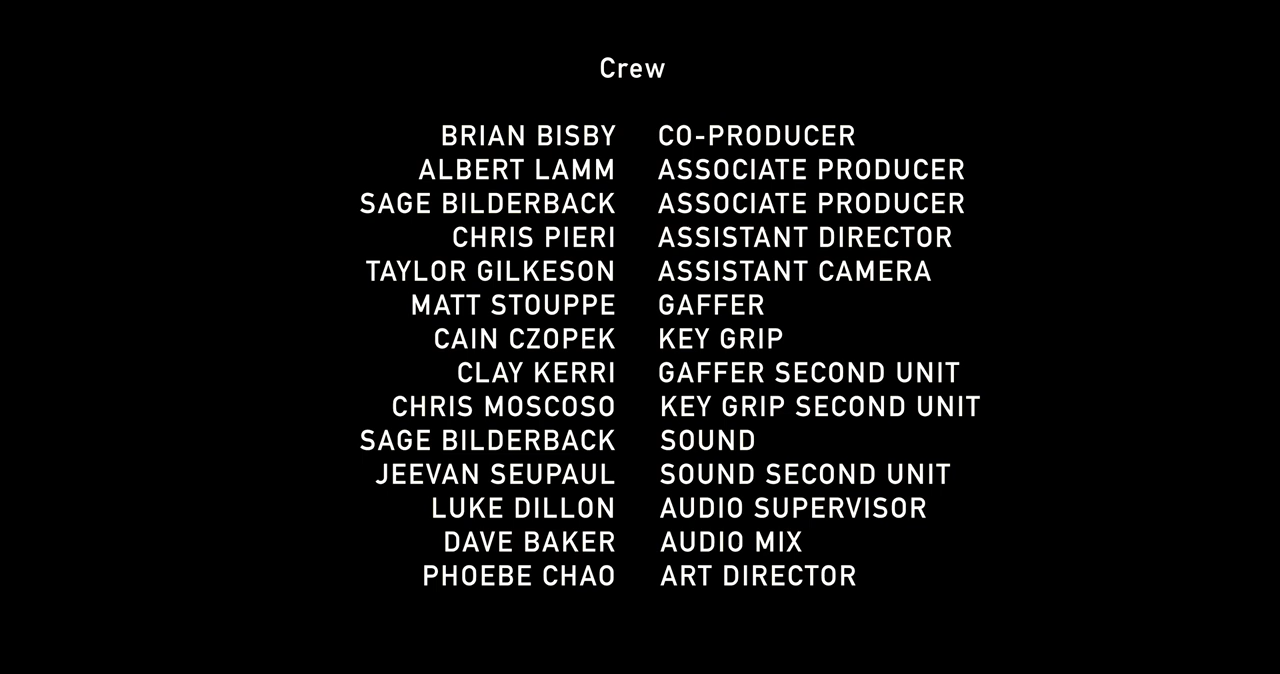 Crew
BRIAN BISBY CO-PRODUCER
ALBERT LAMM ASSOCIATE PRODUCER
SAGE BILDERBACK ASSOCIATE PRODUCER
CHRIS PIERI ASSISTANT DIRECTOR
TAYLOR GILKESON ASSISTANT CAMERA
MATT STOUPPE GAFFER
CAIN CZOPEK KEY GRIP
CLAY KERRI GAFFER SECOND UNIT
CHRIS MOSCOSO KEY GRIP SECOND UNIT
SAGE BILDERBACK SOUND
JEEVAN SEUPAUL SOUND SECOND UNIT
LUKE DILLON AUDIO SUPERVISOR
DAVE BAKER AUDIO MIX
PHOEBE CHAO ART DIRECTOR